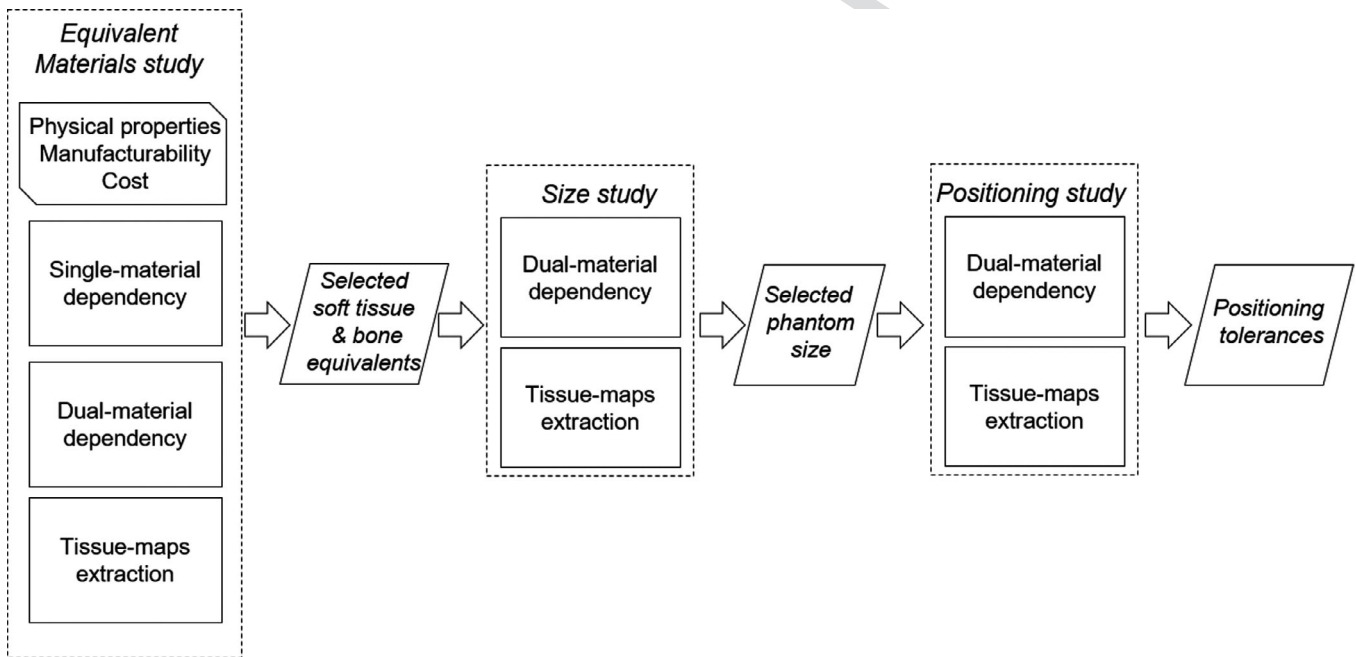 Equivalent
Materials study
Physical properties
Manufacturability
Cost
Single-material
dependency
Dual-material
dependency
Tissue-maps
extraction
Selected
soft tissue
& bone
equivalents
Size study
Dual-material
dependency
Tissue-maps
extraction
Selected
phantom
size
Positioning study
Dual-material
dependency
Tissue-maps
extraction
Positioning
tolerances